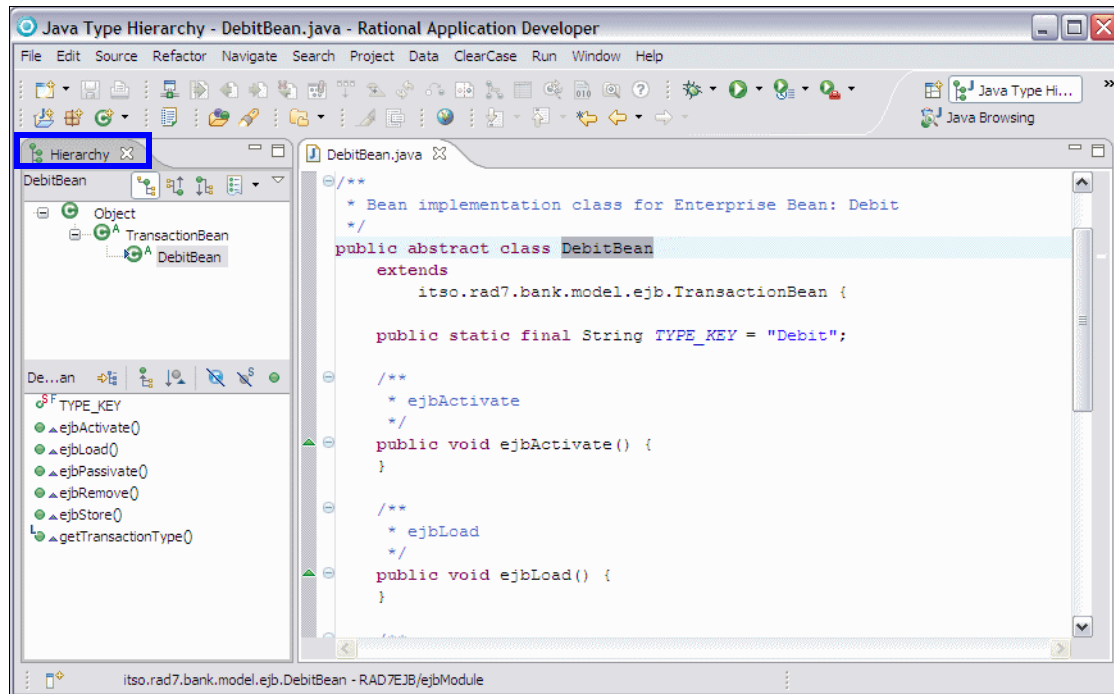 Java Type Hierarchy - DebitBean.java - Rational Application Developer
File Edit Source Refactor Navigate Search Project Data ClearCase Run Window Help
Java Type Hi...
Java Browsing
Hierarchy
DebitBean
Object
TransactionBean
DebitBean
De...an
TYPE_KEY
ejbActivate()
ejbLoad()
ejbPassivate()
ejbRemove()
ejbStore()
getTransactionType()
DebitBean.java
/**
* Bean implementation class for Enterprise Bean: Debit
*/
public abstract class DebitBean
extends
itso.rad7.bank.model.ejb.TransactionBean {
public static final String TYPE_KEY = "Debit";
/**
* ejbActivate
*/
public void ejbActivate() {
}
/**
* ejbLoad
*/
public void ejbLoad() {
}
/**
itso.rad7.bank.model.ejb.DebitBean - RAD7EJB/ejbModule